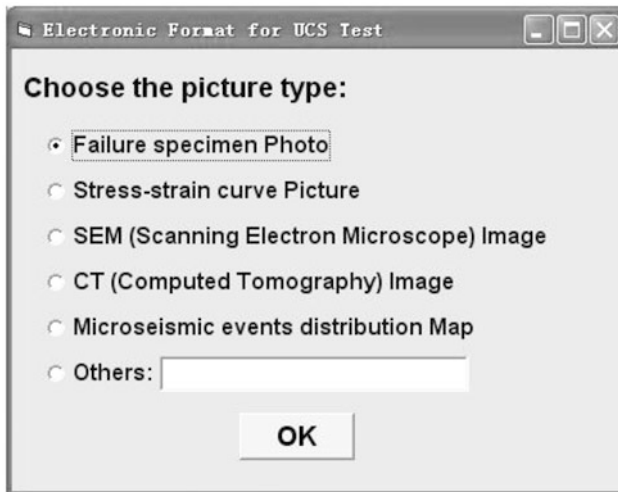 Electronic Format for UCS Test
Choose the picture type:
Failure specimen Photo
Stress-strain curve Picture
SEM (Scanning Electron Microscope) Image
CT (Computed Tomography) Image
Microseismic events distribution Map
Others:
OK